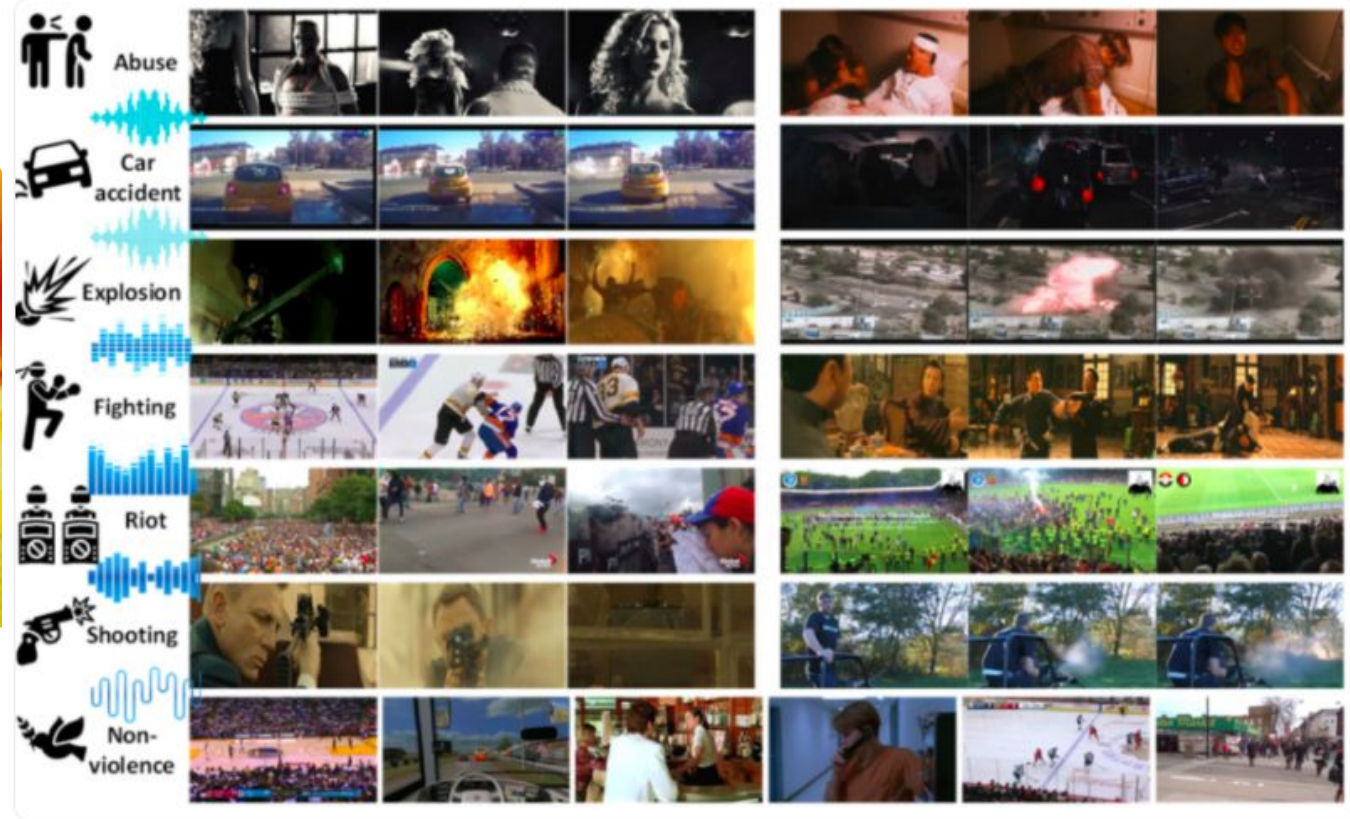 Abuse
Car
accident
Explosion
Fighting
Riot
Shooting
Non-
violence